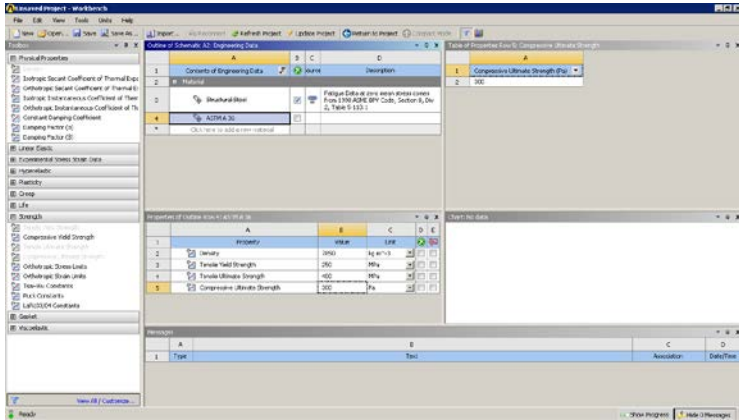 Unsaved Project - Workbench
File Edit View Tools Units Help
New Open... Save Save As... Import... Reconnect Refresh Project Update Project Return to Project Compact Mode
Toolbox
Outline of Schematic A2: Engineering Data
Table of Properties Row 5: Compressive Ultimate Strength
Physical Properties
Isotropic Secant Coefficient of Thermal Expa
Orthotropic Secant Coefficient of Thermal E
Isotropic Instantaneous Coefficient of Ther
Orthotropic Instantaneous Coefficient of Th
Constant Damping Coefficient
Damping Factor (α)
Damping Factor (β)
Linear Elastic
Experimental Stress Strain Data
Hyperelastic
Plasticity
Creep
Life
Strength
Tensile Yield Strength
Compressive Yield Strength
Tensile Ultimate Strength
Compressive Ultimate Strength
Orthotropic Stress Limits
Orthotropic Strain Limits
Tsai-Wu Constants
Puck Constants
LaRc03/04 Constants
Gasket
Viscoelastic
View All / Customize...
A B C D
1 Contents of Engineering Data Source Description
2 Material
3 Structural Steel Fatigue Data at zero mean stress comes
from 1998 ASME BPV Code, Section 8, Div
2, Table 5-110.1
4 ASTM A 36
* Click here to add a new material
A
1 Compressive Ultimate Strength (Pa)
2 300
Properties of Outline Row 4: ASTM A 36
Chart: No data
A B C D E
1 Property Value Unit
2 Density 7850 kg m^-3
3 Tensile Yield Strength 250 MPa
4 Tensile Ultimate Strength 400 MPa
5 Compressive Ultimate Strength 300 Pa
Messages
A B C D
1 Type Text Association Date/Time
Ready
Show Progress Hide 0 Messages